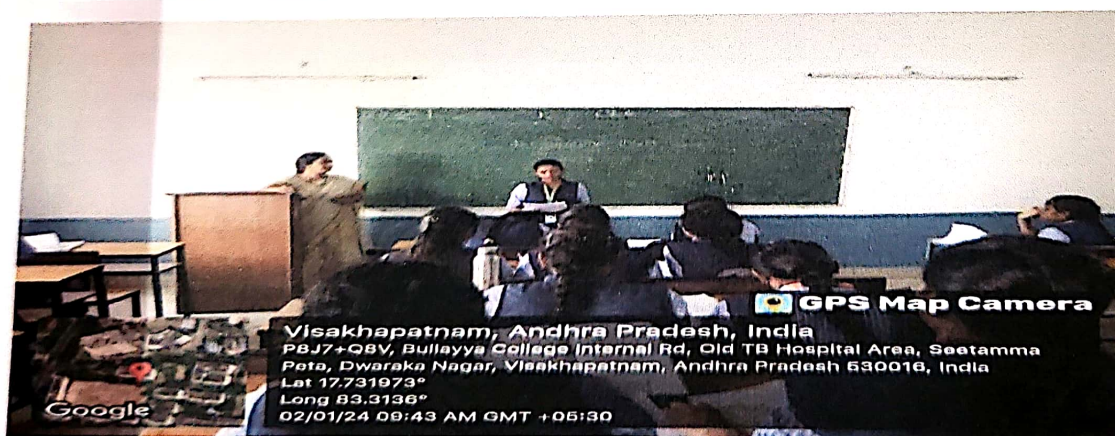 GPS Map Camera
Visakhapatnam, Andhra Pradesh, India
P8J7+Q8V, Bullayya College Internal Rd, Old TB Hospital Area, Seetamma
Peta, Dwaraka Nagar, Visakhapatnam, Andhra Pradesh 530016, India
Lat 17.731973°
Long 83.3136°
02/01/24 09:43 AM GMT +05:30
Google